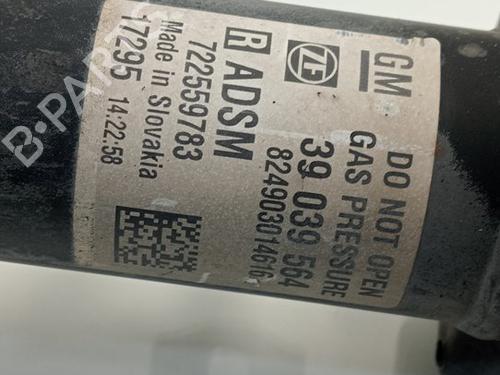 GM
DO NOT OPEN
GAS PRESSURE
ZF
39 039 564
824903014616
R ADSM
722559783
Made in Slovakia
17295 14:22:58
B-PARTS